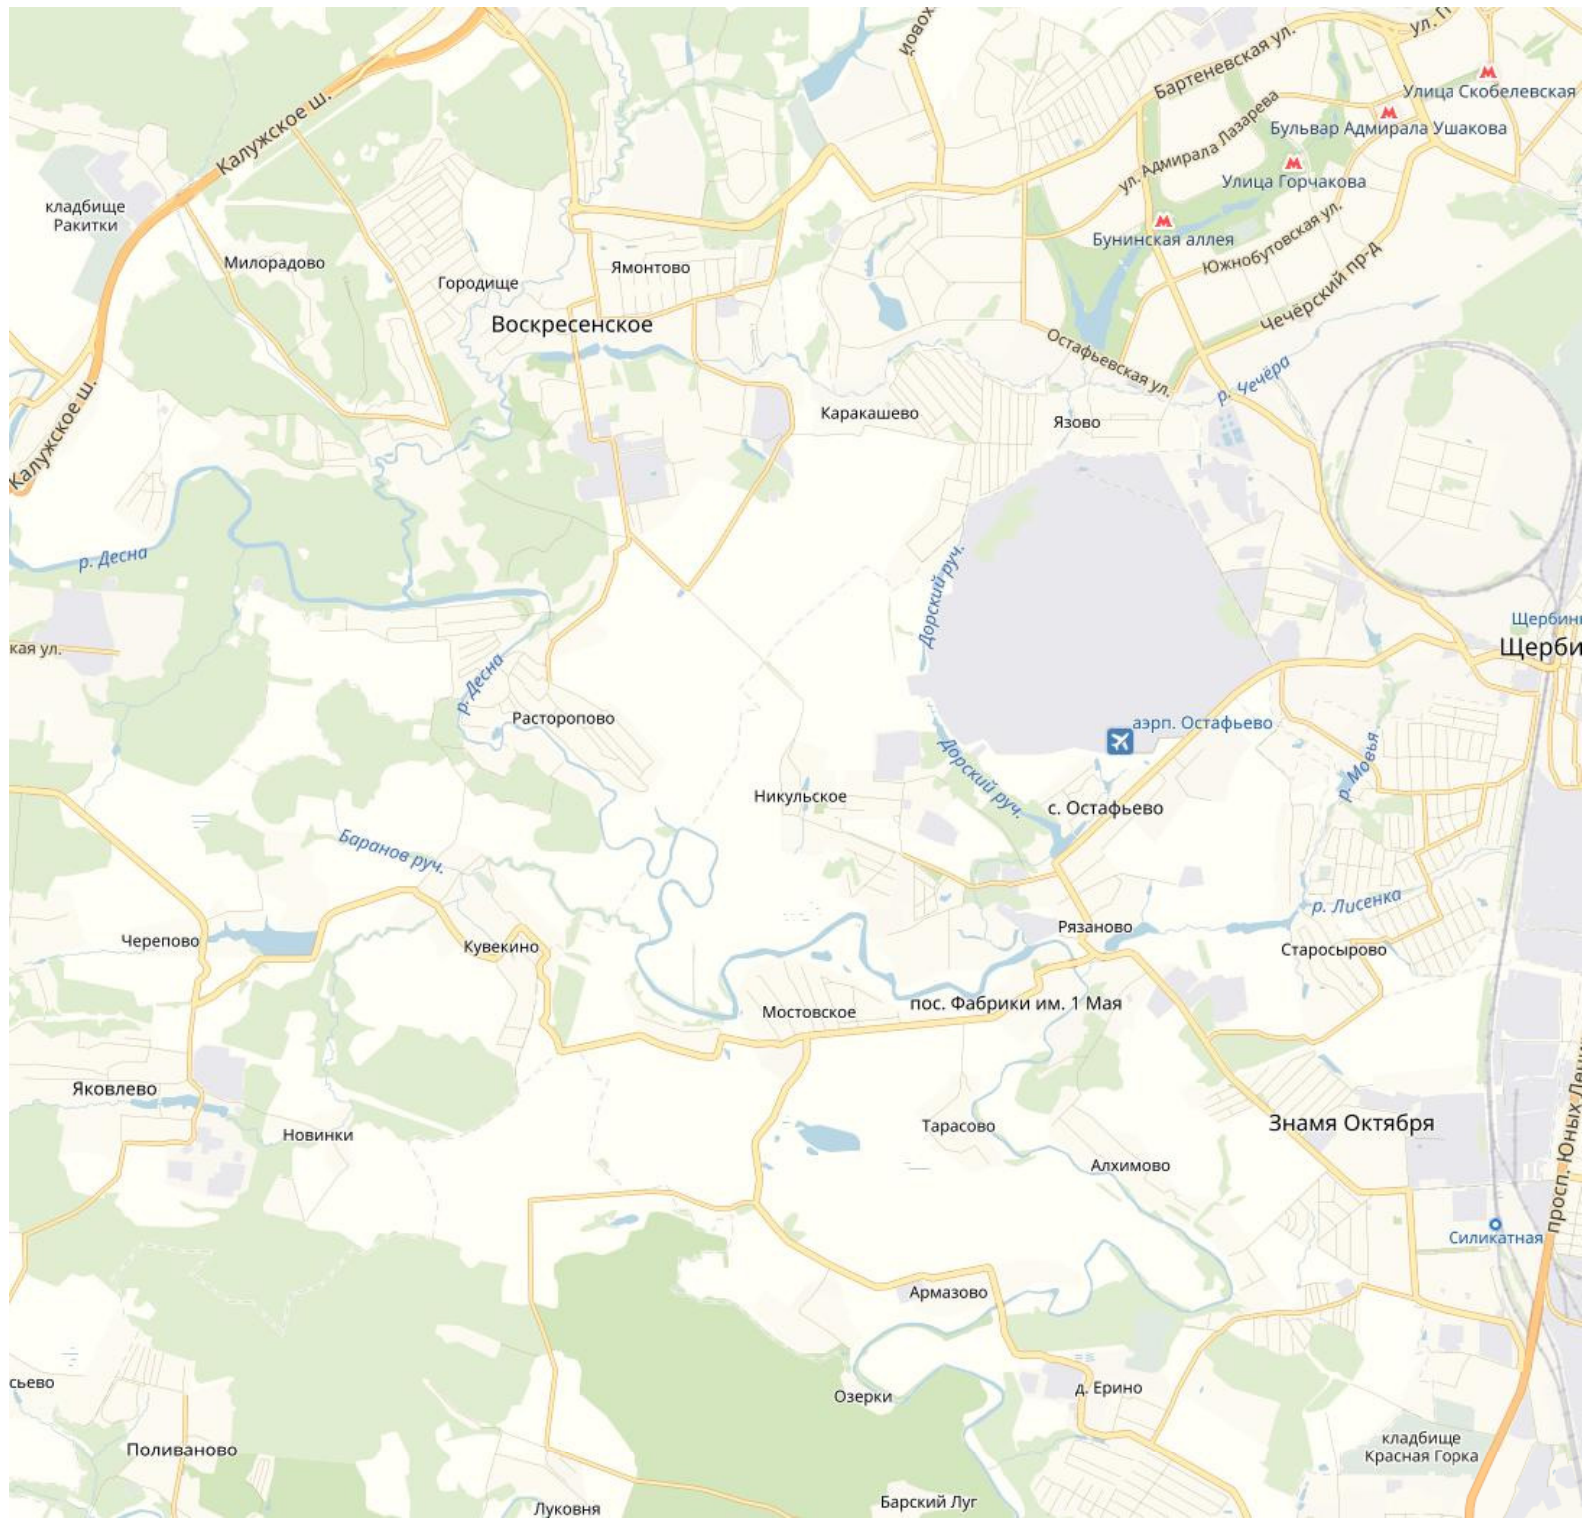 ул. П
Улица Скобелевская
Бартеневская ул.
ховой
Бульвар Адмирала Ушакова
Калужское ш.
ул. Адмирала Лазарева
Улица Горчакова
кладбище
Ракитки
Бунинская аллея
Южнобутовская ул.
Милорадово
Ямонтово
Городище
Чечёрский пр-д
Воскресенское
Остафьевская ул.
р. Чечёра
Калужское ш.
Каракашево
Язово
р. Десна
Дорский руч.
Щербин
Щерби
кая ул.
р. Десна
Расторопово
аэрп. Остафьево
р. Мовья
Дорский руч.
Никульское
с. Остафьево
Баранов руч.
р. Лисенка
Рязаново
Черепово
Кувекино
Старосырово
пос. Фабрики им. 1 Мая
Мостовское
Яковлево
просп. Юных Лени
Знамя Октября
Тарасово
Новинки
Алхимово
Силикатная
Армазово
сьево
д. Ерино
Озерки
кладбище
Красная Горка
Поливаново
Барский Луг
Луковня